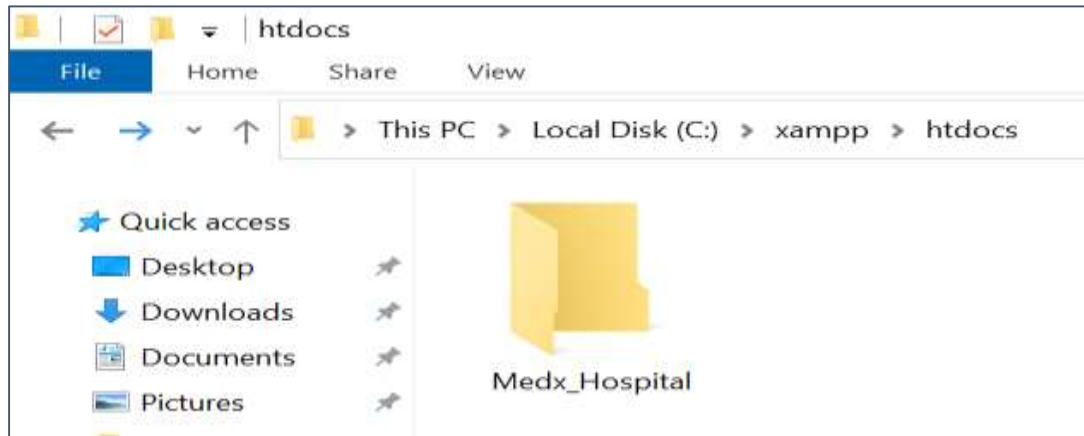 htdocs
File Home Share View
This PC > Local Disk (C:) > xampp > htdocs
Quick access
Desktop
Downloads
Documents
Pictures
Medx_Hospital